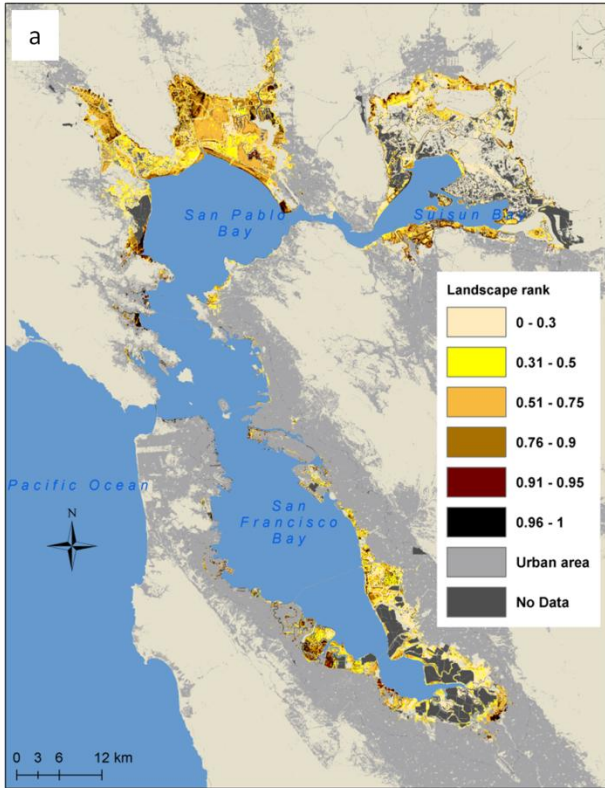 a
San Pablo
Bay
Suisun Bay
Landscape rank
0 - 0.3
0.31 - 0.5
0.51 - 0.75
0.76 - 0.9
0.91 - 0.95
0.96 - 1
Urban area
No Data
Pacific Ocean
N
San
Francisco
Bay
0 3 6 12 km